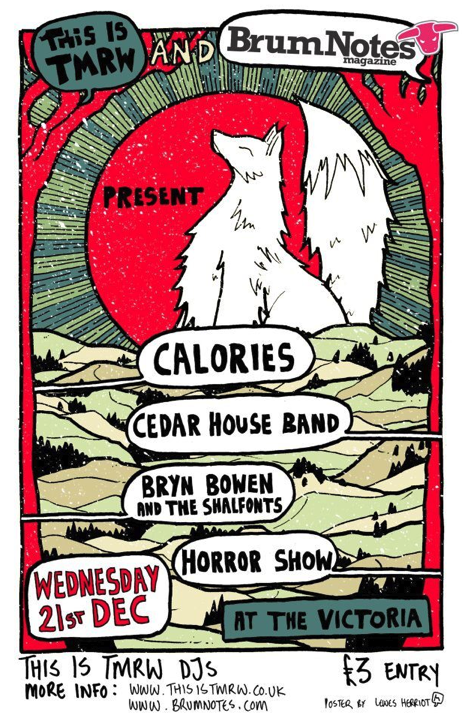 THIS IS
TMRW
AND
BrumNotes
magazine
PRESENT
CALORIES
CEDAR HOUSE BAND
BRYN BOWEN
AND THE SHALFONTS
HORROR SHOW
WEDNESDAY
21ST DEC
AT THE VICTORIA
THIS IS TMRW DJs
£3 ENTRY
MORE INFO: WWW.THISISTMRW.CO.UK
WWW.BRUMNOTES.COM
POSTER BY LEWES HERRIOT